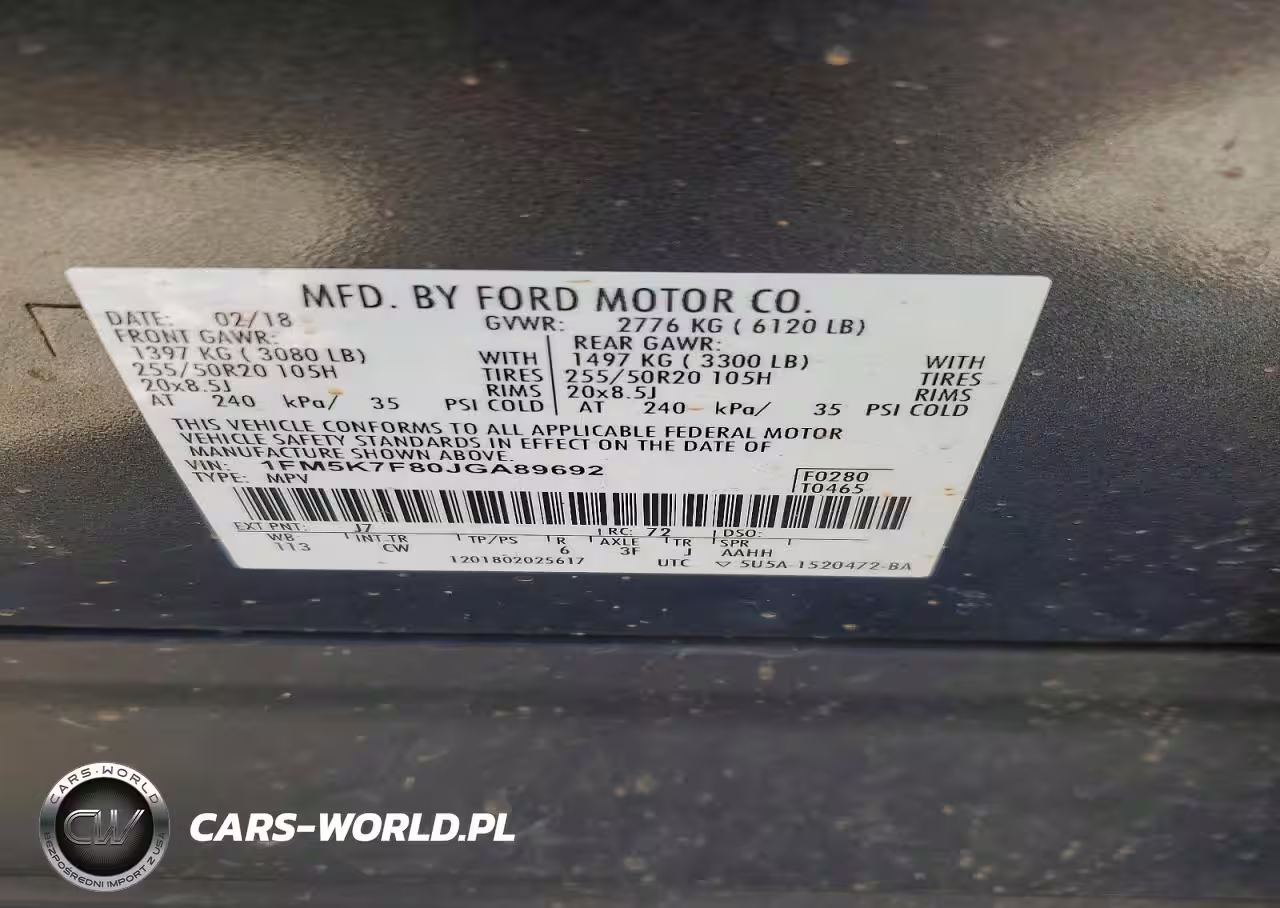 MFD. BY FORD MOTOR CO.
DATE: 02/18 GVWR: 2776 KG ( 6120 LB)
FRONT GAWR: REAR GAWR:
1397 KG ( 3080 LB) WITH 1497 KG ( 3300 LB) WITH
255/50R20 105H TIRES 255/50R20 105H TIRES
20x8.5J RIMS 20x8.5J RIMS
AT 240 kPa/ 35 PSI COLD AT 240 kPa/ 35 PSI COLD
THIS VEHICLE CONFORMS TO ALL APPLICABLE FEDERAL MOTOR
VEHICLE SAFETY STANDARDS IN EFFECT ON THE DATE OF
MANUFACTURE SHOWN ABOVE.
VIN: 1FM5K7F80JGA89692 F0280
TYPE: MPV T0465
EXT PNT: J7 RC: 72 DSO:
WB INT TR TP/PS R AXLE TR SPR
113 CW 6 3F J AAHH
1201802025617 UTC ▽ 5U5A-1520472-BA
CARS-WORLD
CW
BEZPOŚREDNI IMPORT Z USA
CARS-WORLD.PL